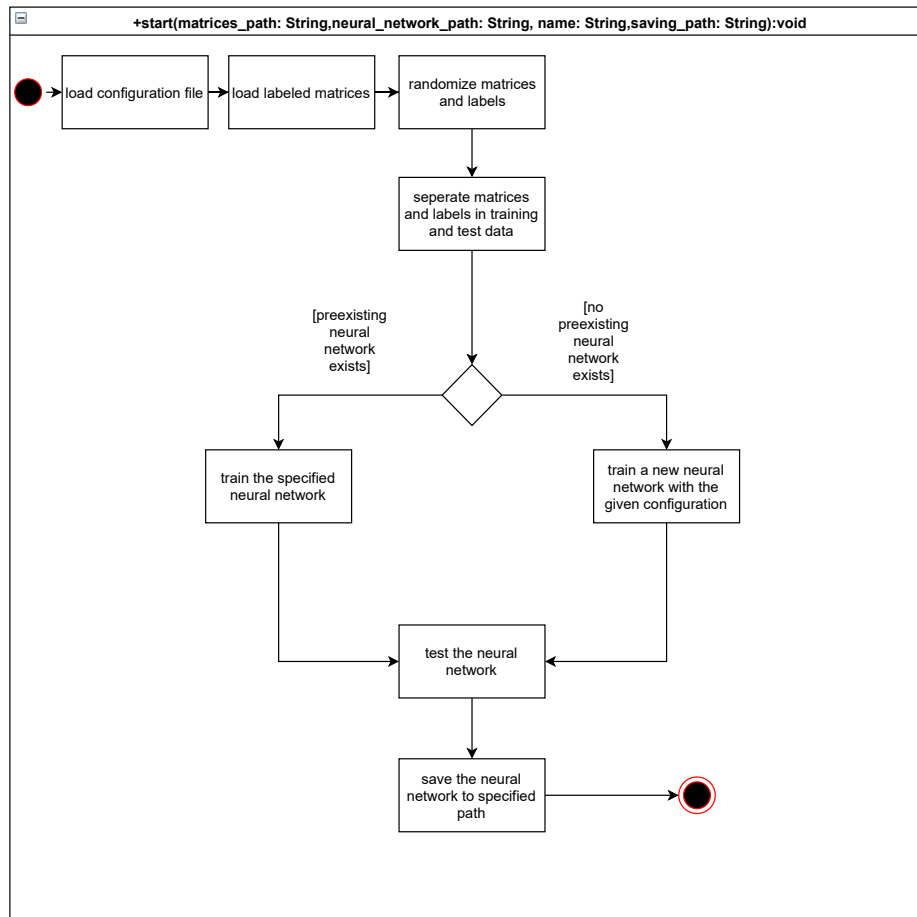 +start(matrices_path: String,neural_network_path: String, name: String,saving_path: String):void
load configuration file
load labeled matrices
randomize matrices
and labels
seperate matrices
and labels in training
and test data
[preexisting
neural
network
exists]
[no
preexisting
neural
network
exists]
train the specified
neural network
train a new neural
network with the
given configuration
test the neural
network
save the neural
network to specified
path